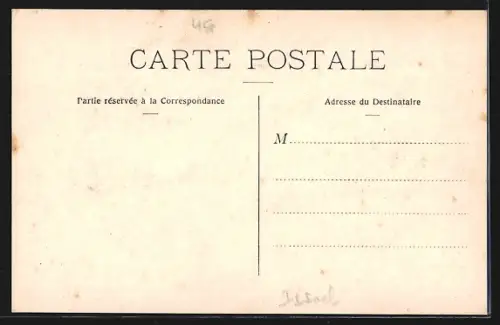 CARTE POSTALE
Partie réservée à la Correspondance
Adresse du Destinataire
M